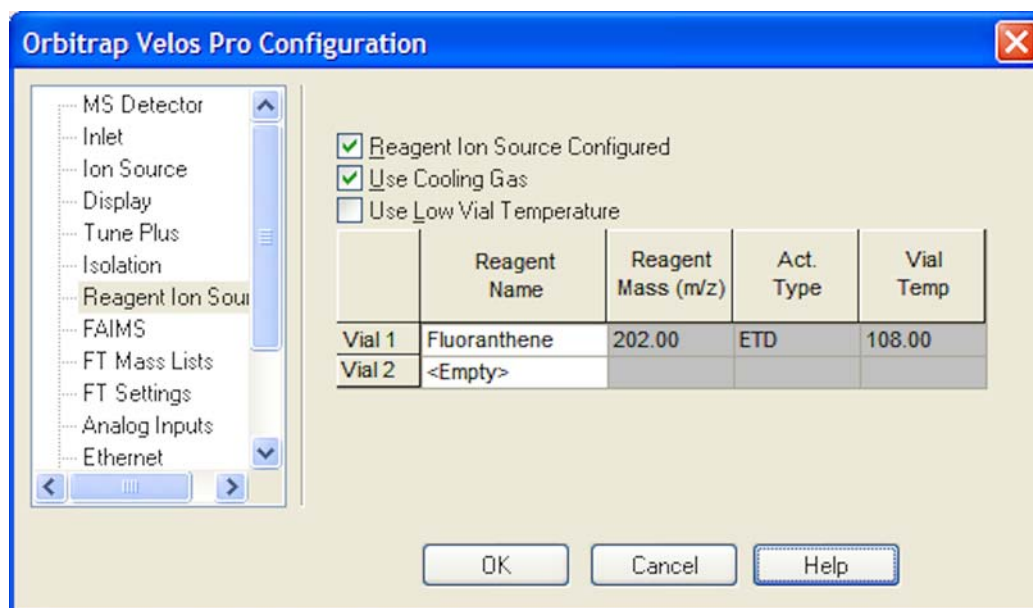 Orbitrap Velos Pro Configuration
MS Detector
Inlet
Ion Source
Display
Tune Plus
Isolation
Reagent Ion Sour
FAIMS
FT Mass Lists
FT Settings
Analog Inputs
Ethernet
Reagent Ion Source Configured
Use Cooling Gas
Use Low Vial Temperature
Reagent Name Reagent Mass (m/z) Act. Type Vial Temp
Vial 1 Fluoranthene 202.00 ETD 108.00
Vial 2 <Empty>
OK Cancel Help